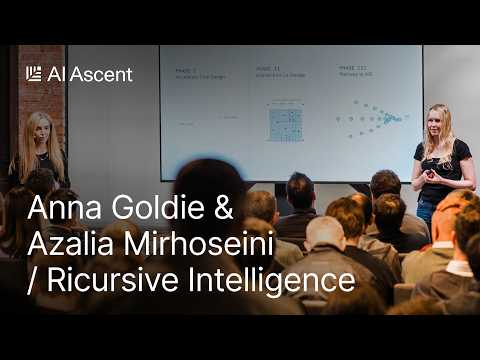 AI Ascent
PHASE I
PHASE II
PHASE III
Anna Goldie &
Azalia Mirhoseini
/ Ricursive Intelligence